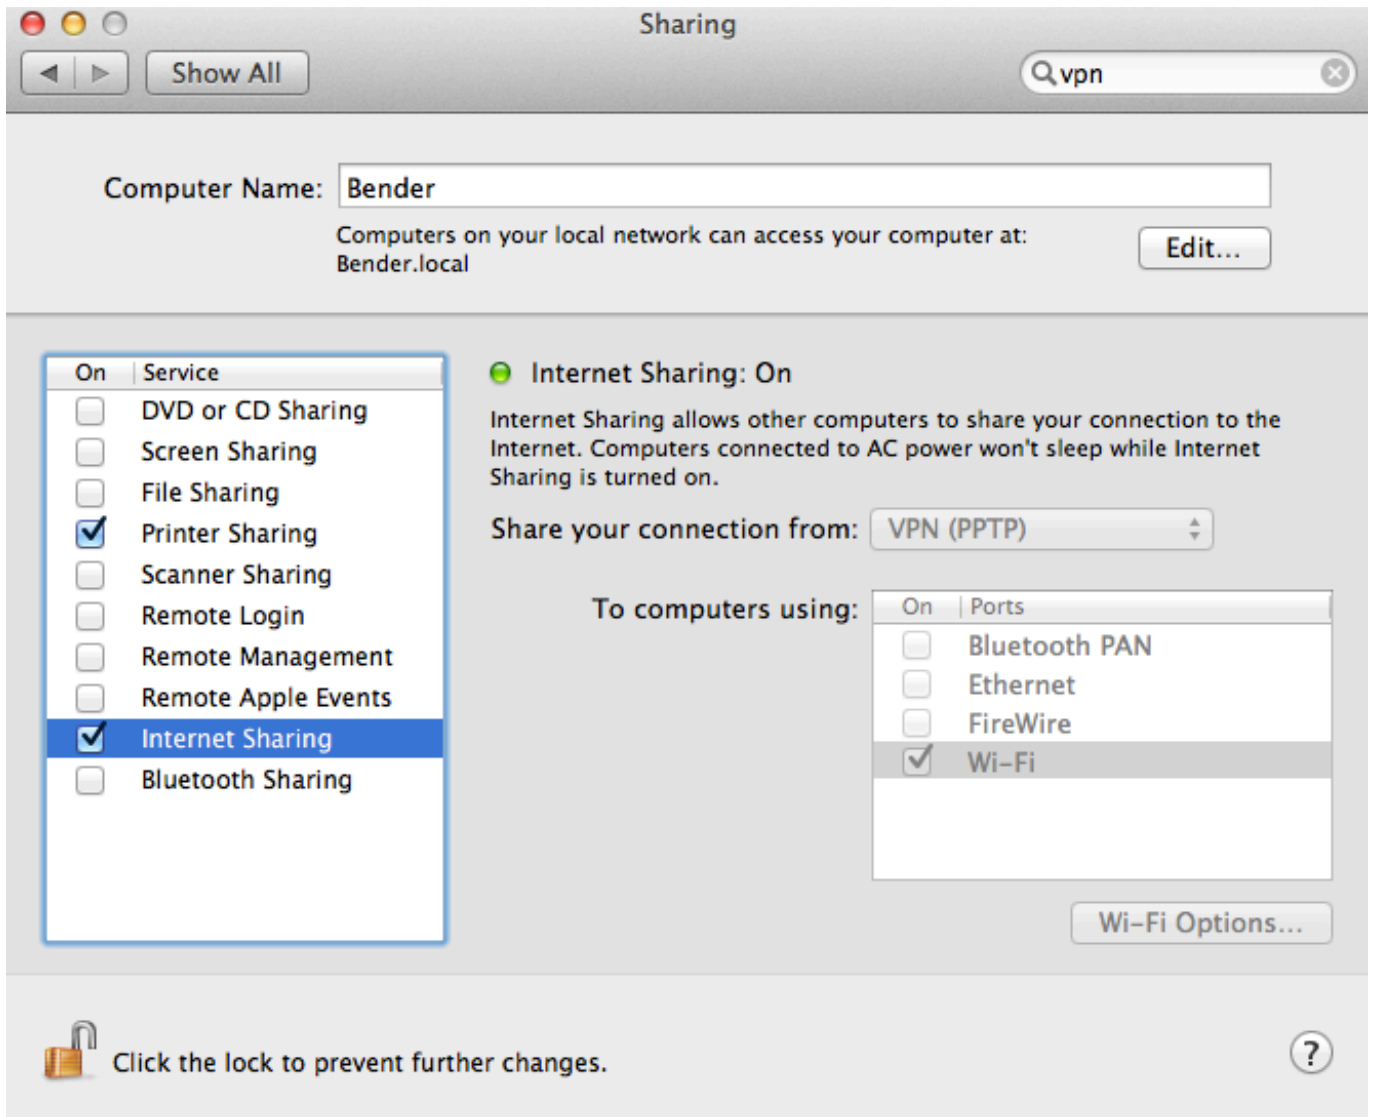 Sharing
Show All
vpn
Computer Name:
Bender
Computers on your local network can access your computer at:
Bender.local
Edit...
On
Service
DVD or CD Sharing
Screen Sharing
File Sharing
Printer Sharing
Scanner Sharing
Remote Login
Remote Management
Remote Apple Events
Internet Sharing
Bluetooth Sharing
Internet Sharing: On
Internet Sharing allows other computers to share your connection to the
Internet. Computers connected to AC power won't sleep while Internet
Sharing is turned on.
Share your connection from:
VPN (PPTP)
To computers using:
On
Ports
Bluetooth PAN
Ethernet
FireWire
Wi-Fi
Wi-Fi Options...
Click the lock to prevent further changes.
?